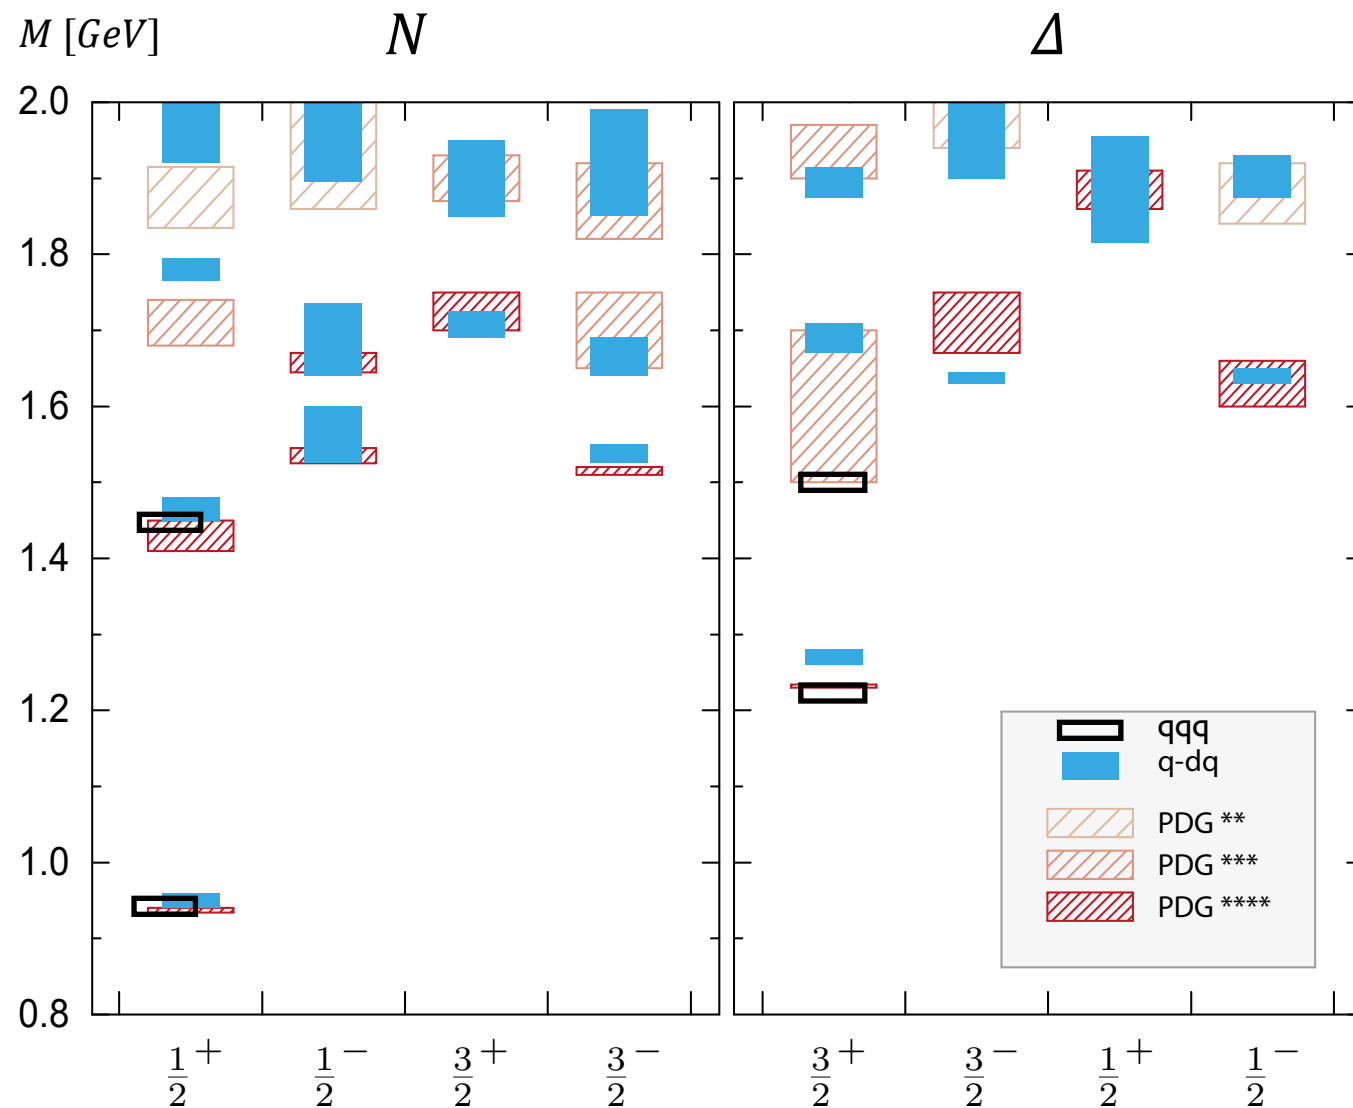 M [GeV]
N
Δ
2.0
1.8
1.6
1.4
1.2
1.0
0.8
qqq
q-dq
PDG **
PDG ***
PDG ****
1/2+ 1/2− 3/2+ 3/2− 3/2+ 3/2− 1/2+ 1/2−